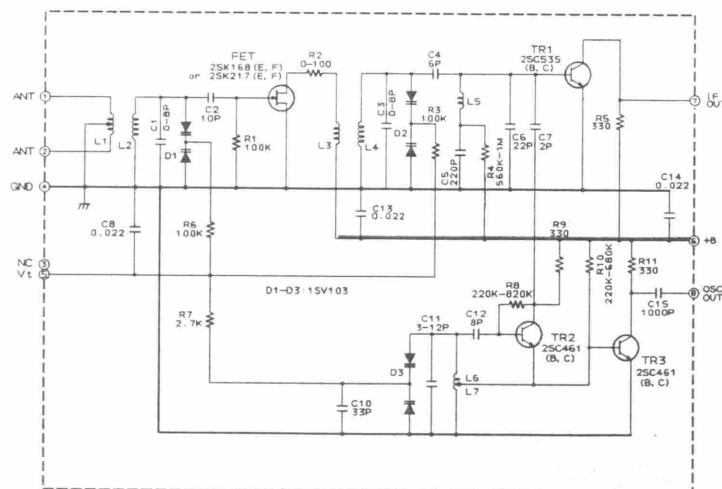 FET
2SK168(E, F)
or 2SK217(E, F)
R2
0-100
C4
6P
TR1
2SC535
(B, C)
ANT 1
C2
10P
C1
0-8P
C3
0-8P
R3
100K
L5
IF
OUT
7
L1
L2
D1
R1
100K
L3
L4
D2
C6
22P
C7
2P
R5
330
ANT 2
C5
220P
R4
560K-1M
GND 4
C8
0.022
R6
100K
C13
0.022
C14
0.022
R9
330
6 +B
NC 3
Vt 5
D1-D3:1SV103
R8
220K-820K
R10
220K-680K
R11
330
8 OSC
OUT
C15
1000P
R7
2.7K
C11
3-12P
C12
8P
TR2
2SC461
(B, C)
TR3
2SC461
(B, C)
D3
L6
L7
C10
33P